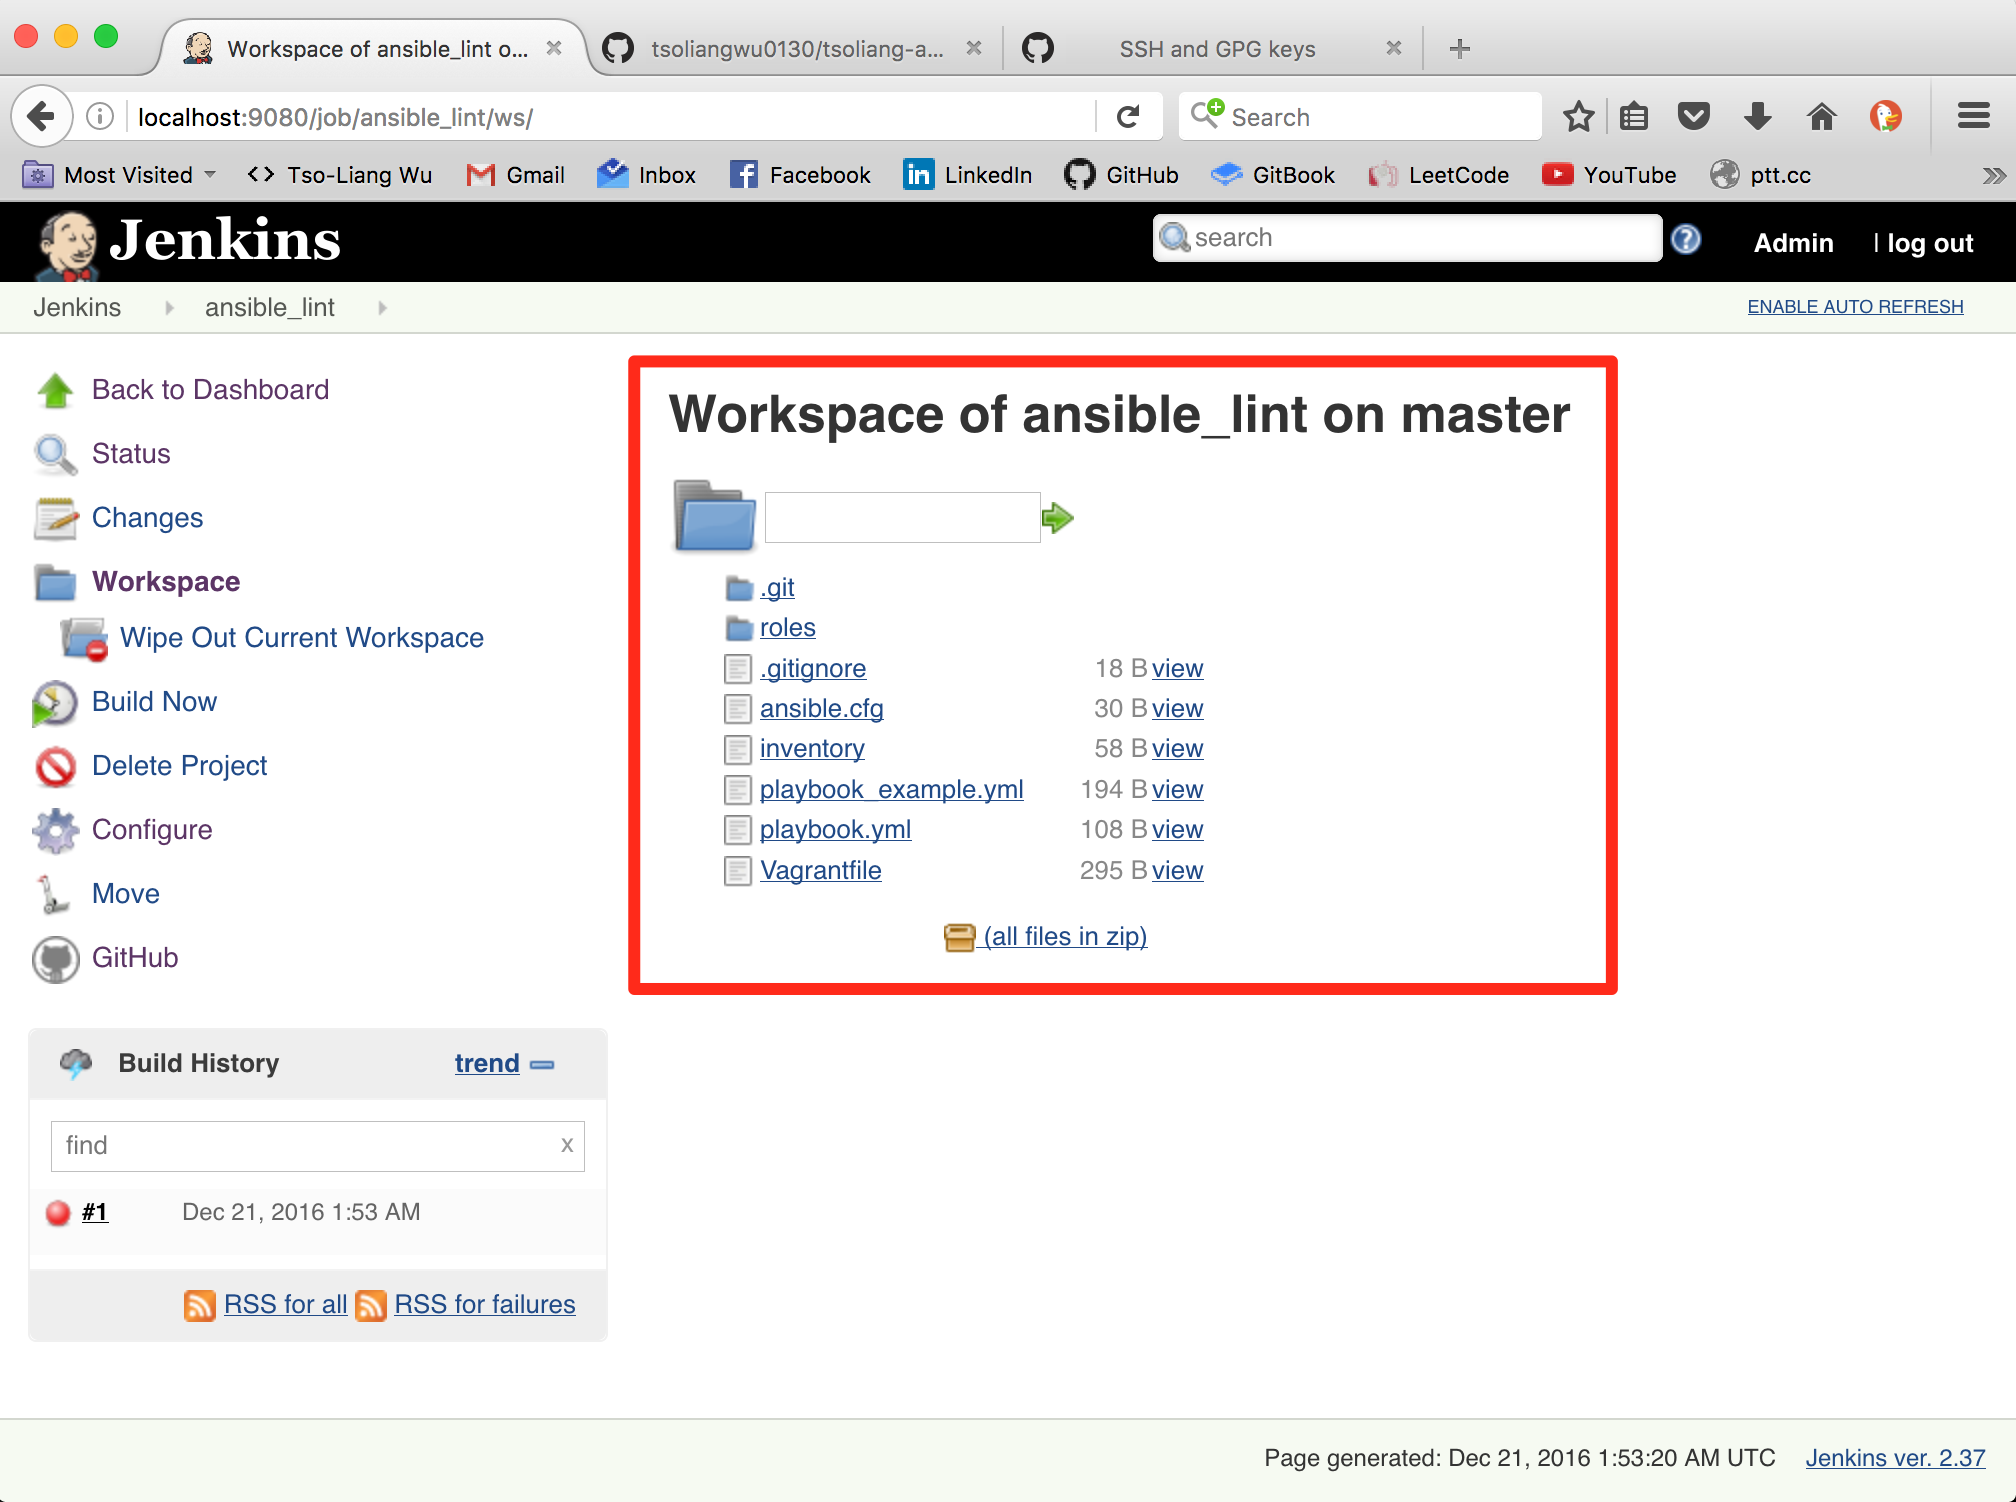 Workspace of ansible_lint o...
tsoliangwu0130/tsoliang-a...
SSH and GPG keys
localhost:9080/job/ansible_lint/ws/
Search
Most Visited
Tso-Liang Wu
Gmail
Inbox
Facebook
in LinkedIn
GitHub
GitBook
LeetCode
YouTube
ptt.cc
Jenkins
search
Admin
| log out
Jenkins
ansible_lint
ENABLE AUTO REFRESH
Back to Dashboard
Status
Changes
Workspace
Wipe Out Current Workspace
Build Now
Delete Project
Configure
Move
GitHub
Workspace of ansible_lint on master
.git
roles
.gitignore 18 B view
ansible.cfg 30 B view
inventory 58 B view
playbook_example.yml 194 B view
playbook.yml 108 B view
Vagrantfile 295 B view
(all files in zip)
Build History trend
find x
#1 Dec 21, 2016 1:53 AM
RSS for all RSS for failures
Page generated: Dec 21, 2016 1:53:20 AM UTC Jenkins ver. 2.37